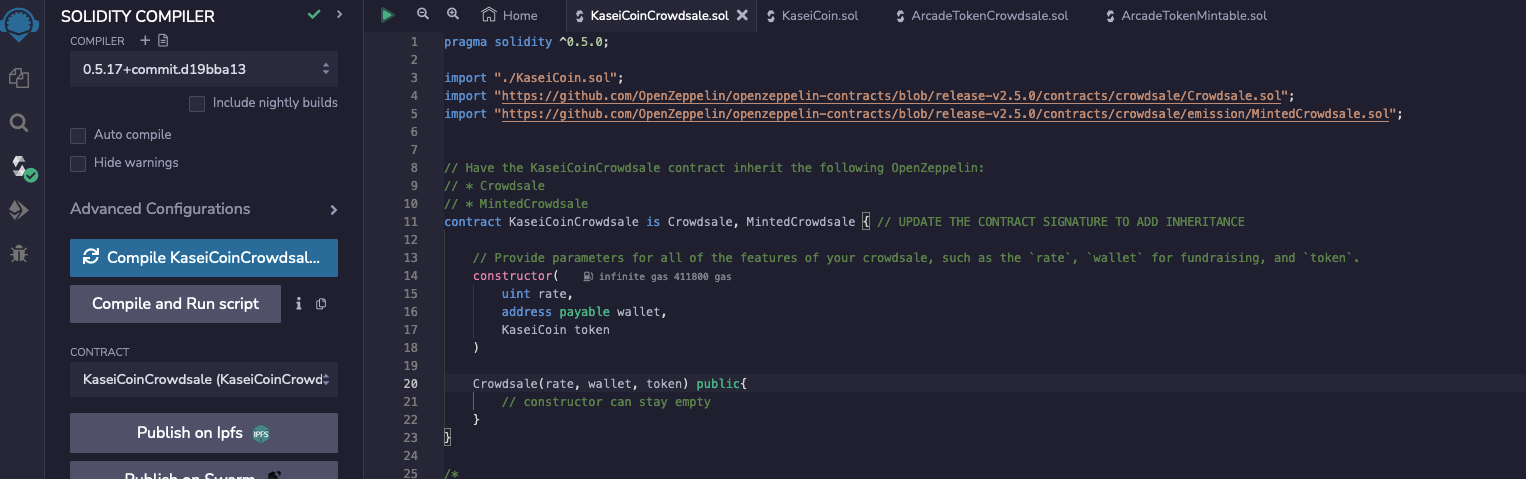 SOLIDITY COMPILER
COMPILER +
0.5.17+commit.d19bba13
Include nightly builds
Auto compile
Hide warnings
Advanced Configurations
Compile KaseiCoinCrowdsal...
Compile and Run script
i
CONTRACT
KaseiCoinCrowdsale (KaseiCoinCrowd
Publish on Ipfs IPFS
Publish on Swarm
Home
KaseiCoinCrowdsale.sol
KaseiCoin.sol
ArcadeTokenCrowdsale.sol
ArcadeTokenMintable.sol
1 pragma solidity ^0.5.0;
2
3 import "./KaseiCoin.sol";
4 import "https://github.com/OpenZeppelin/openzeppelin-contracts/blob/release-v2.5.0/contracts/crowdsale/Crowdsale.sol";
5 import "https://github.com/OpenZeppelin/openzeppelin-contracts/blob/release-v2.5.0/contracts/crowdsale/emission/MintedCrowdsale.sol";
6
7
8 // Have the KaseiCoinCrowdsale contract inherit the following OpenZeppelin:
9 // * Crowdsale
10 // * MintedCrowdsale
11 contract KaseiCoinCrowdsale is Crowdsale, MintedCrowdsale { // UPDATE THE CONTRACT SIGNATURE TO ADD INHERITANCE
12
13 // Provide parameters for all of the features of your crowdsale, such as the `rate`, `wallet` for fundraising, and `token`.
14 constructor( infinite gas 411800 gas
15 uint rate,
16 address payable wallet,
17 KaseiCoin token
18 )
19
20 Crowdsale(rate, wallet, token) public{
21 // constructor can stay empty
22 }
23 }
24
25 /*